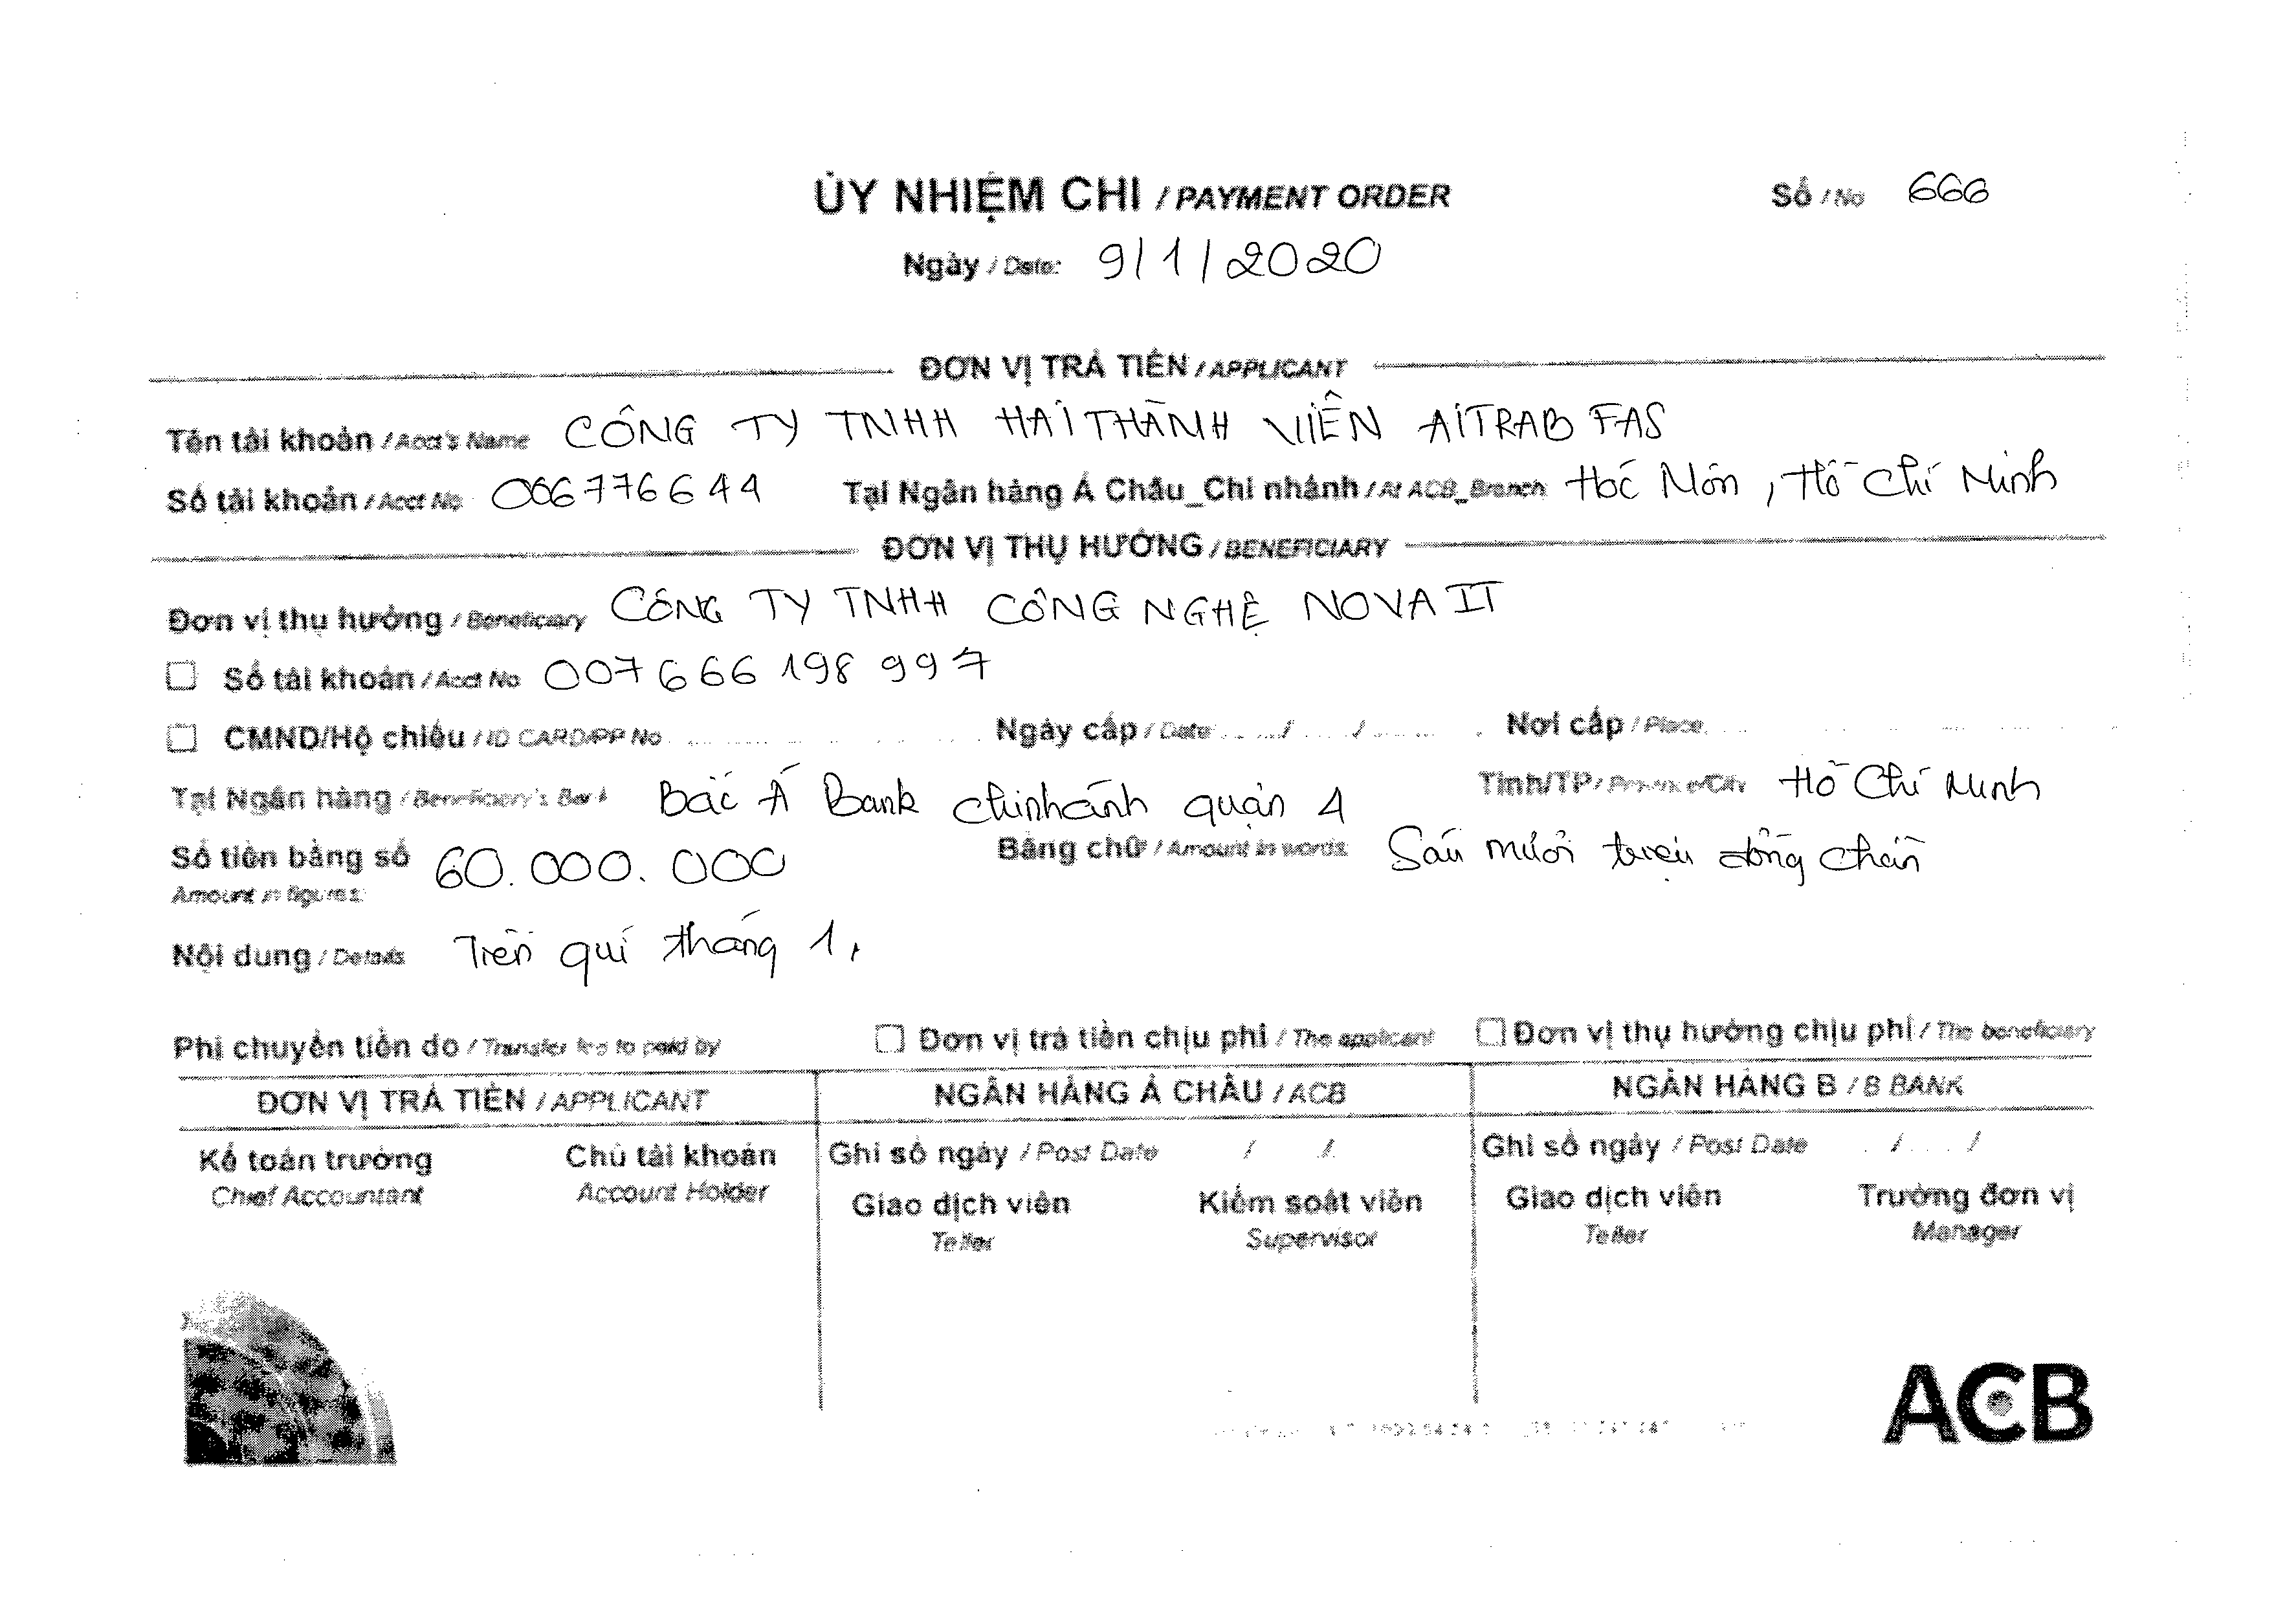 ỦY NHIỆM CHI / PAYMENT ORDER Số / No 666
Ngày / Date: 9/1/2020
ĐƠN VỊ TRẢ TIỀN / APPLICANT
Tên tài khoản / Acct's Name CÔNG TY TNHH HAI THÀNH VIÊN AITRAB FAS
Số tài khoản / Acct No 066776644 Tại Ngân hàng Á Châu_Chi nhánh / At ACB_Branch Hóc Môn, Hồ Chí Minh
ĐƠN VỊ THỤ HƯỞNG / BENEFICIARY
Đơn vị thụ hưởng / Beneficiary CÔNG TY TNHH CÔNG NGHỆ NOVA IT
☐ Số tài khoản / Acct No 007666 198 997
☐ CMND/Hộ chiếu / ID CARD/PP No Ngày cấp / Date / / Nơi cấp / Place
Tại Ngân hàng / Beneficiary's Bank Bắc Á Bank chi nhánh quận 4 Tỉnh/TP / Province/City Hồ Chí Minh
Số tiền bằng số 60.000.000 Bằng chữ / Amount in words Sáu mươi triệu đồng chẵn
Amount in figures:
Nội dung / Details Tiền quí tháng 1,
Phí chuyển tiền do / Transfer fee to paid by ☐ Đơn vị trả tiền chịu phí / The applicant ☐ Đơn vị thụ hưởng chịu phí / The beneficiary
ĐƠN VỊ TRẢ TIỀN / APPLICANT NGÂN HÀNG Á CHÂU / ACB NGÂN HÀNG B / B BANK
Kế toán trưởng Chủ tài khoản Ghi sổ ngày / Post Date / / Ghi sổ ngày / Post Date / /
Chief Accountant Account Holder Giao dịch viên Kiểm soát viên Giao dịch viên Trưởng đơn vị
Teller Supervisor Teller Manager
ACB